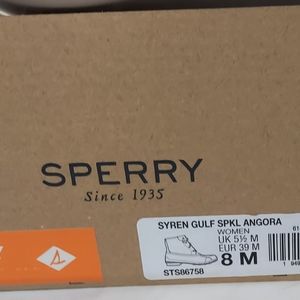 SPERRY
Since 1935
SYREN GULF SPKL ANGORA
WOMEN
UK 5½ M
EUR 39 M
8 M
STS86758